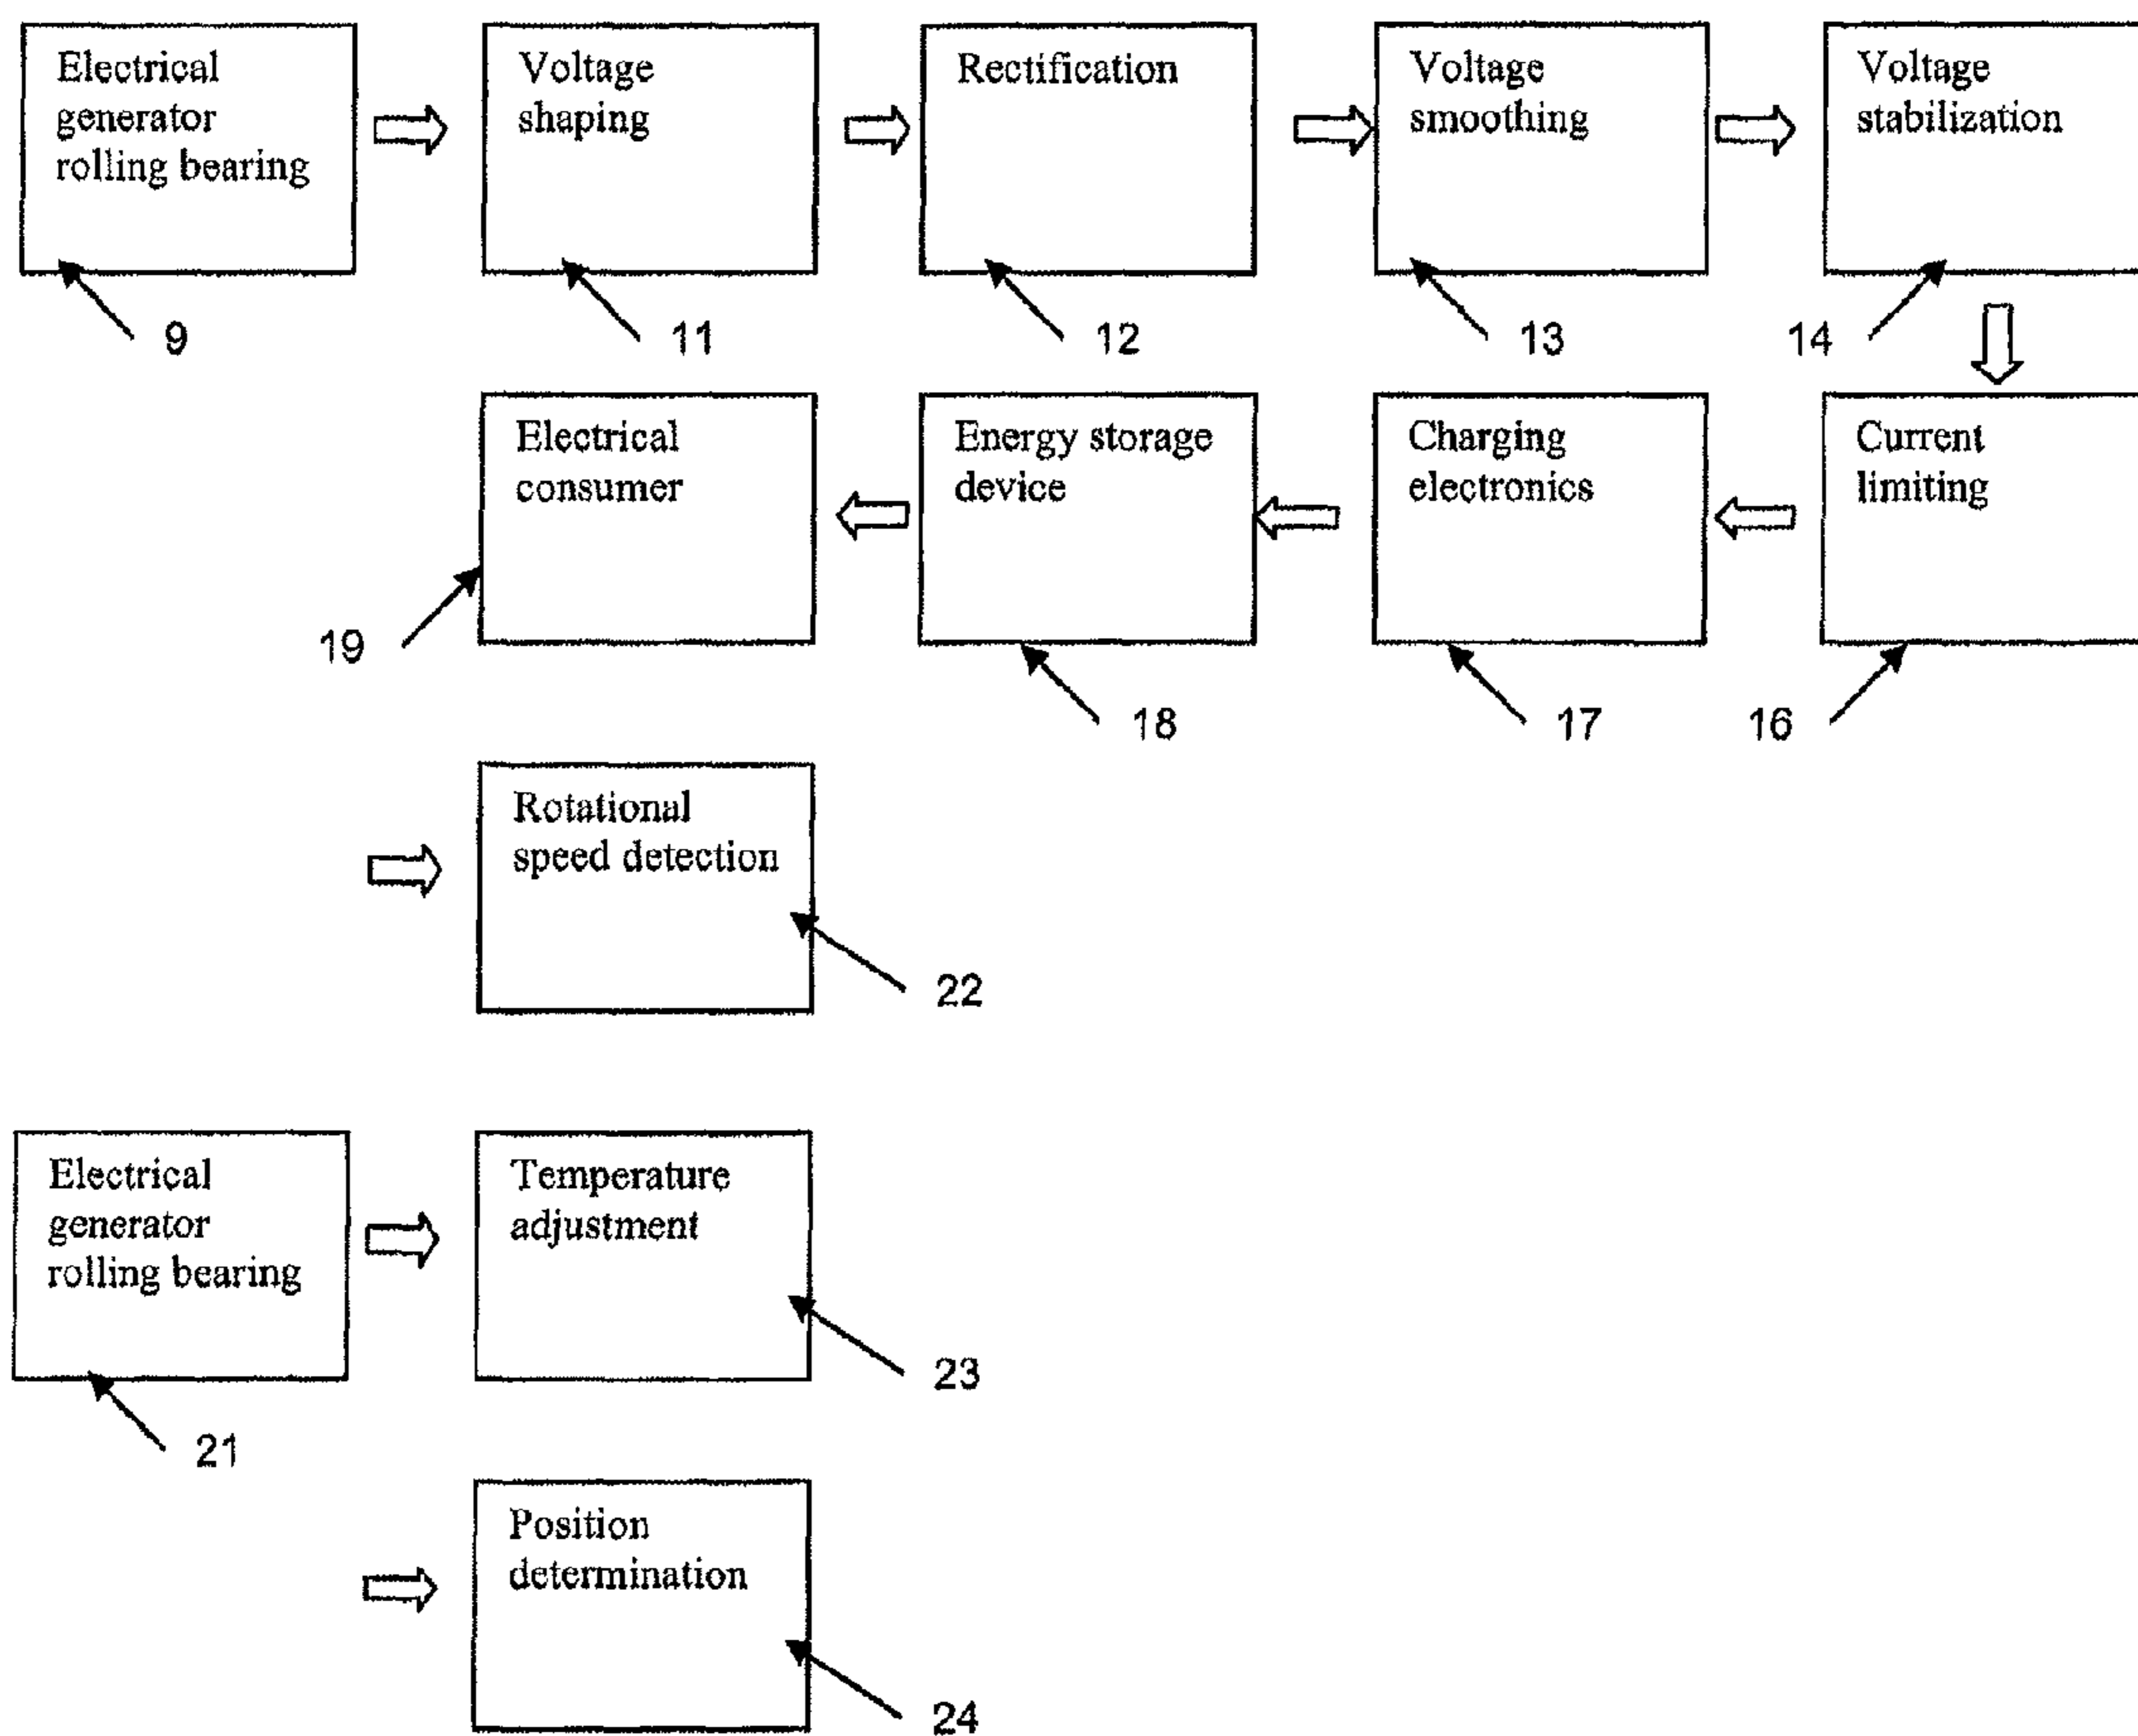 Electrical
generator
rolling bearing
9
Voltage
shaping
11
Rectification
12
Voltage
smoothing
13
Voltage
stabilization
14
Electrical
consumer
19
Energy storage
device
18
Charging
electronics
17
Current
limiting
16
Rotational
speed detection
22
Electrical
generator
rolling bearing
21
Temperature
adjustment
23
Position
determination
24